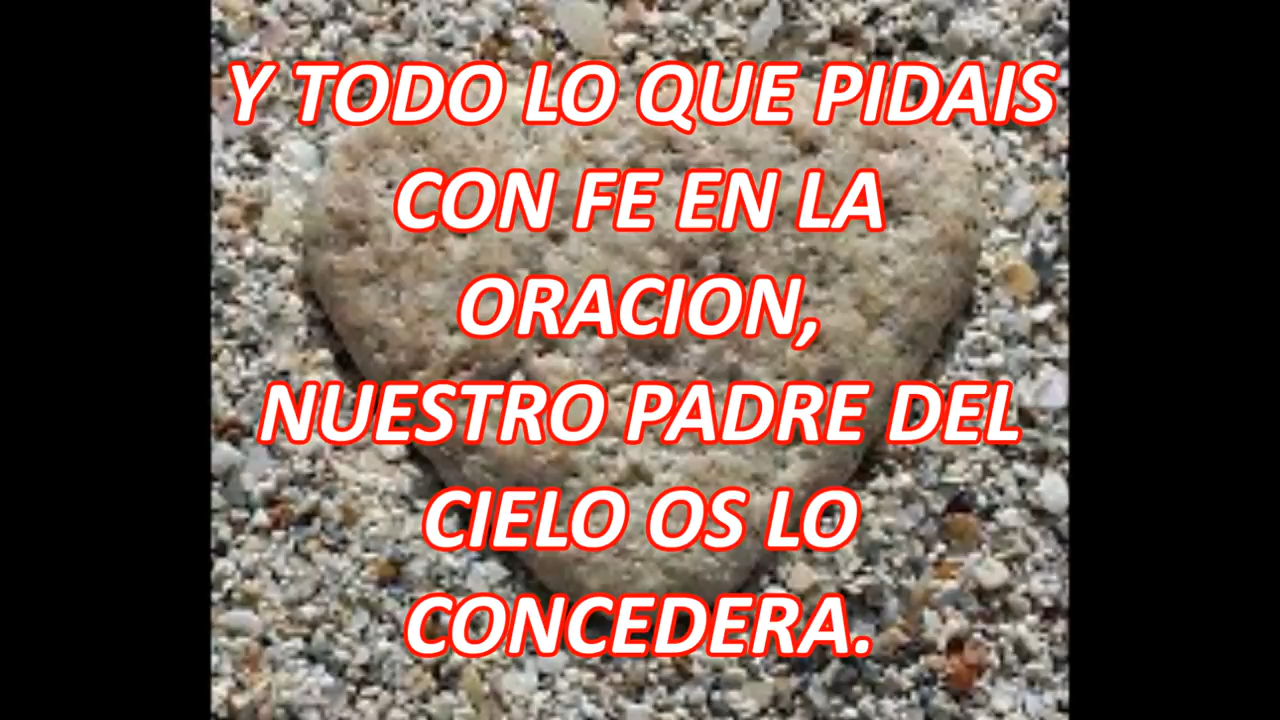 Y TODO LO QUE PIDAIS
CON FE EN LA
ORACION,
NUESTRO PADRE DEL
CIELO OS LO
CONCEDERA.